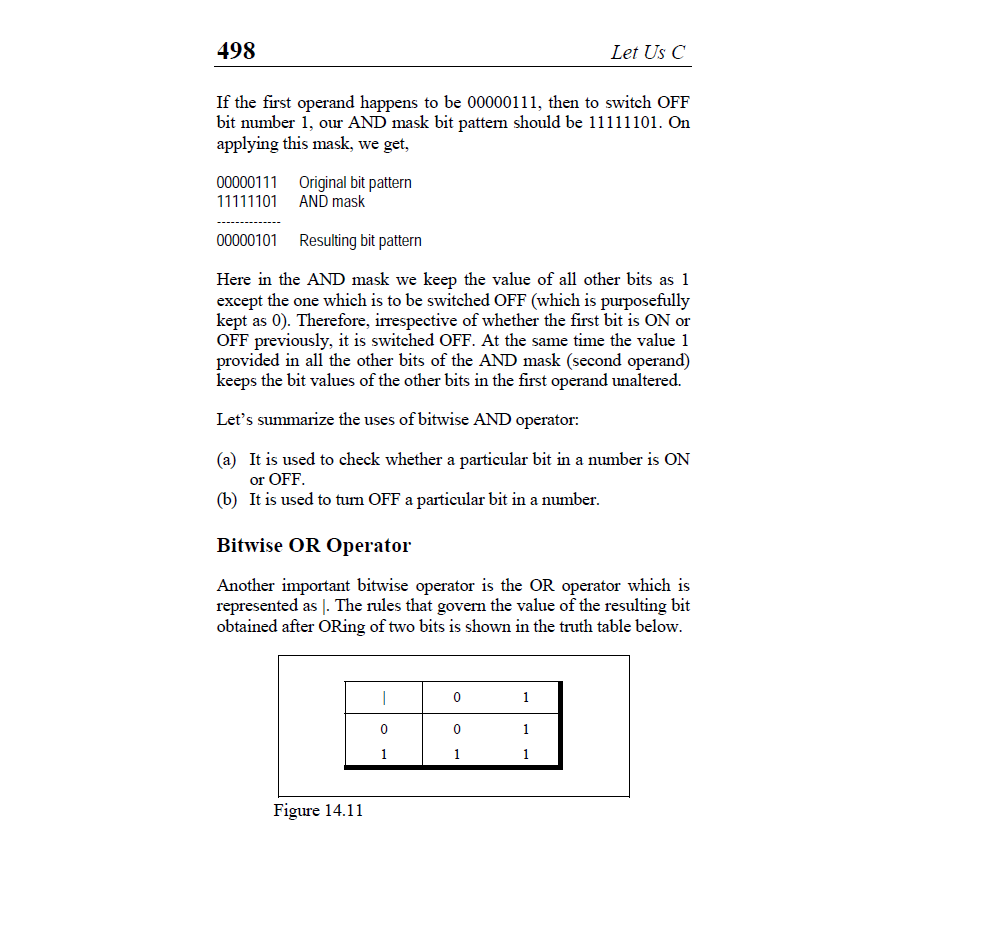 498 Let Us C
If the first operand happens to be 00000111, then to switch OFF
bit number 1, our AND mask bit pattern should be 11111101. On
applying this mask, we get,
00000111 Original bit pattern
11111101 AND mask
--------------
00000101 Resulting bit pattern
Here in the AND mask we keep the value of all other bits as 1
except the one which is to be switched OFF (which is purposefully
kept as 0). Therefore, irrespective of whether the first bit is ON or
OFF previously, it is switched OFF. At the same time the value 1
provided in all the other bits of the AND mask (second operand)
keeps the bit values of the other bits in the first operand unaltered.
Let’s summarize the uses of bitwise AND operator:
(a) It is used to check whether a particular bit in a number is ON
or OFF.
(b) It is used to turn OFF a particular bit in a number.
Bitwise OR Operator
Another important bitwise operator is the OR operator which is
represented as |. The rules that govern the value of the resulting bit
obtained after ORing of two bits is shown in the truth table below.
| 0 1
0 0 1
1 1 1
Figure 14.11